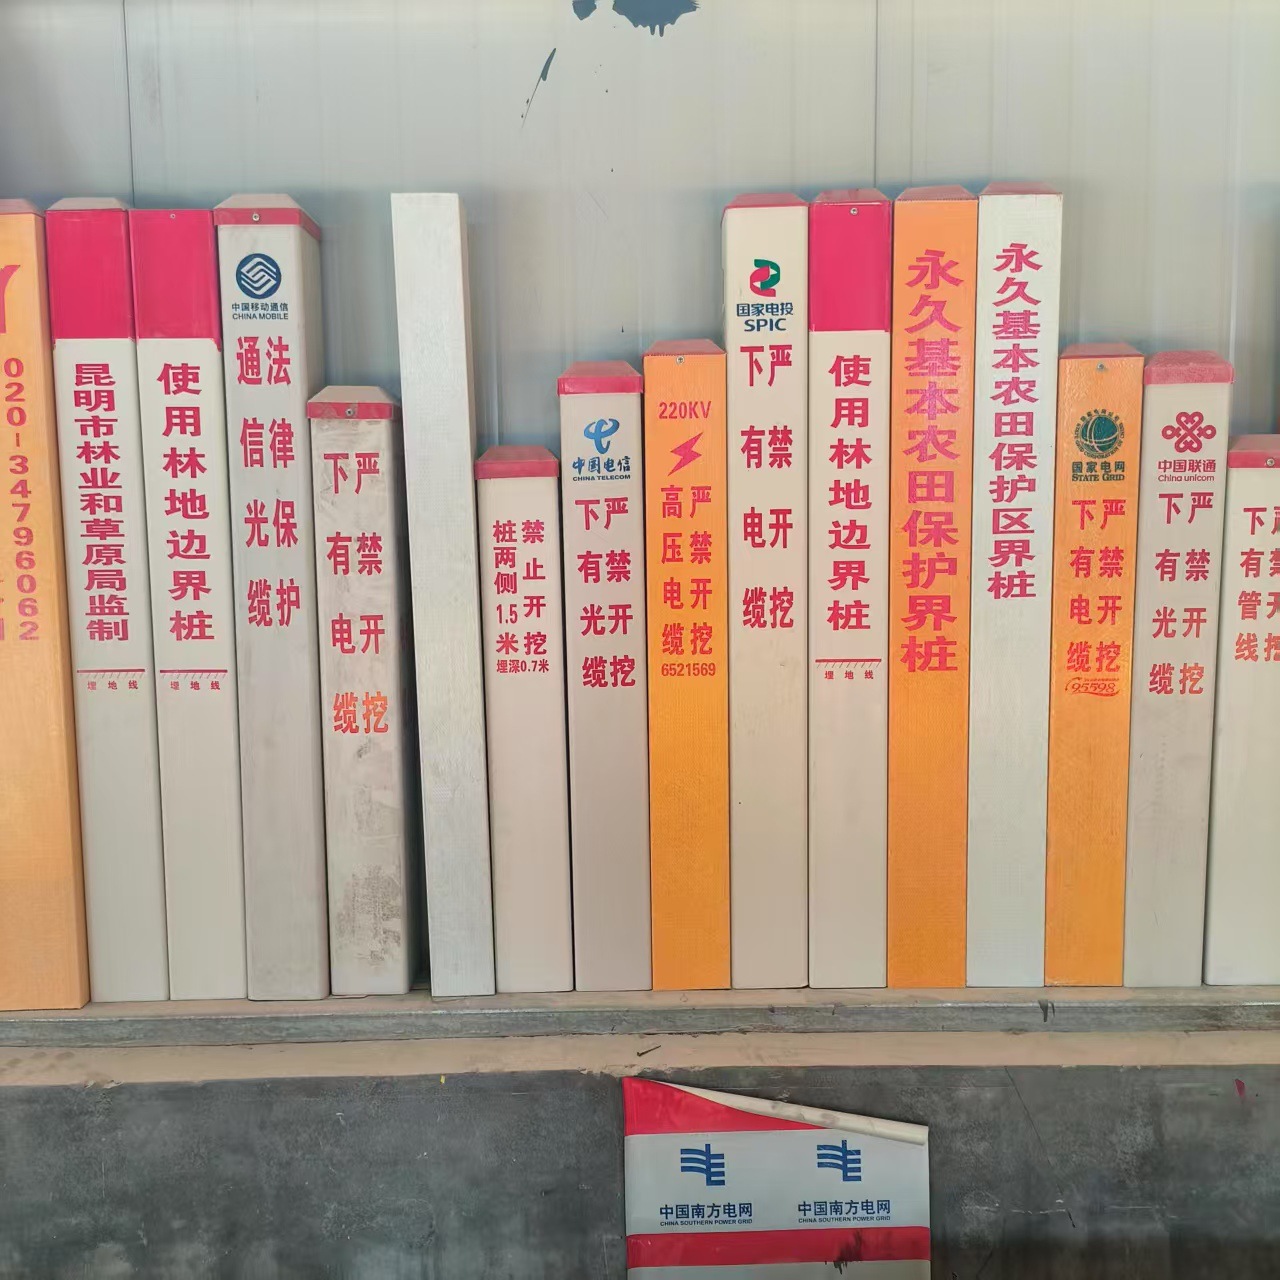 Y
020-34796062
昆明市林业和草原局监制
埋地线
使用林地边界桩
埋地线
中国移动通信
CHINA MOBILE
法律保护
通信光缆
严禁开挖
下有电缆
禁止开挖
桩两侧1.5米
埋深0.7米
中国电信
CHINA TELECOM
严禁开挖
下有光缆
220KV
严禁开挖
高压电缆
6521569
国家电投
SPIC
严禁开挖
下有电缆
使用林地边界桩
埋地线
永久基本农田保护界桩
永久基本农田保护区界桩
国家电网
STATE GRID
严禁开挖
下有电缆
95598
中国联通
China unicom
严禁开挖
下有光缆
严禁开挖
下有管线
中国南方电网
CHINA SOUTHERN POWER GRID
中国南方电网
CHINA SOUTHERN POWER GRID